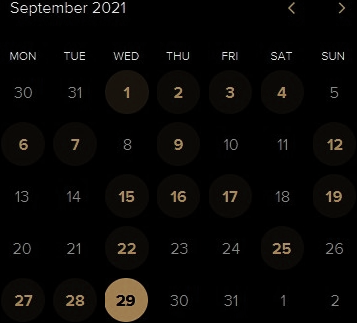 September 2021 < >
MON TUE WED THU FRI SAT SUN
30 31 1 2 3 4 5
6 7 8 9 10 11 12
13 14 15 16 17 18 19
20 21 22 23 24 25 26
27 28 29 30 31 1 2